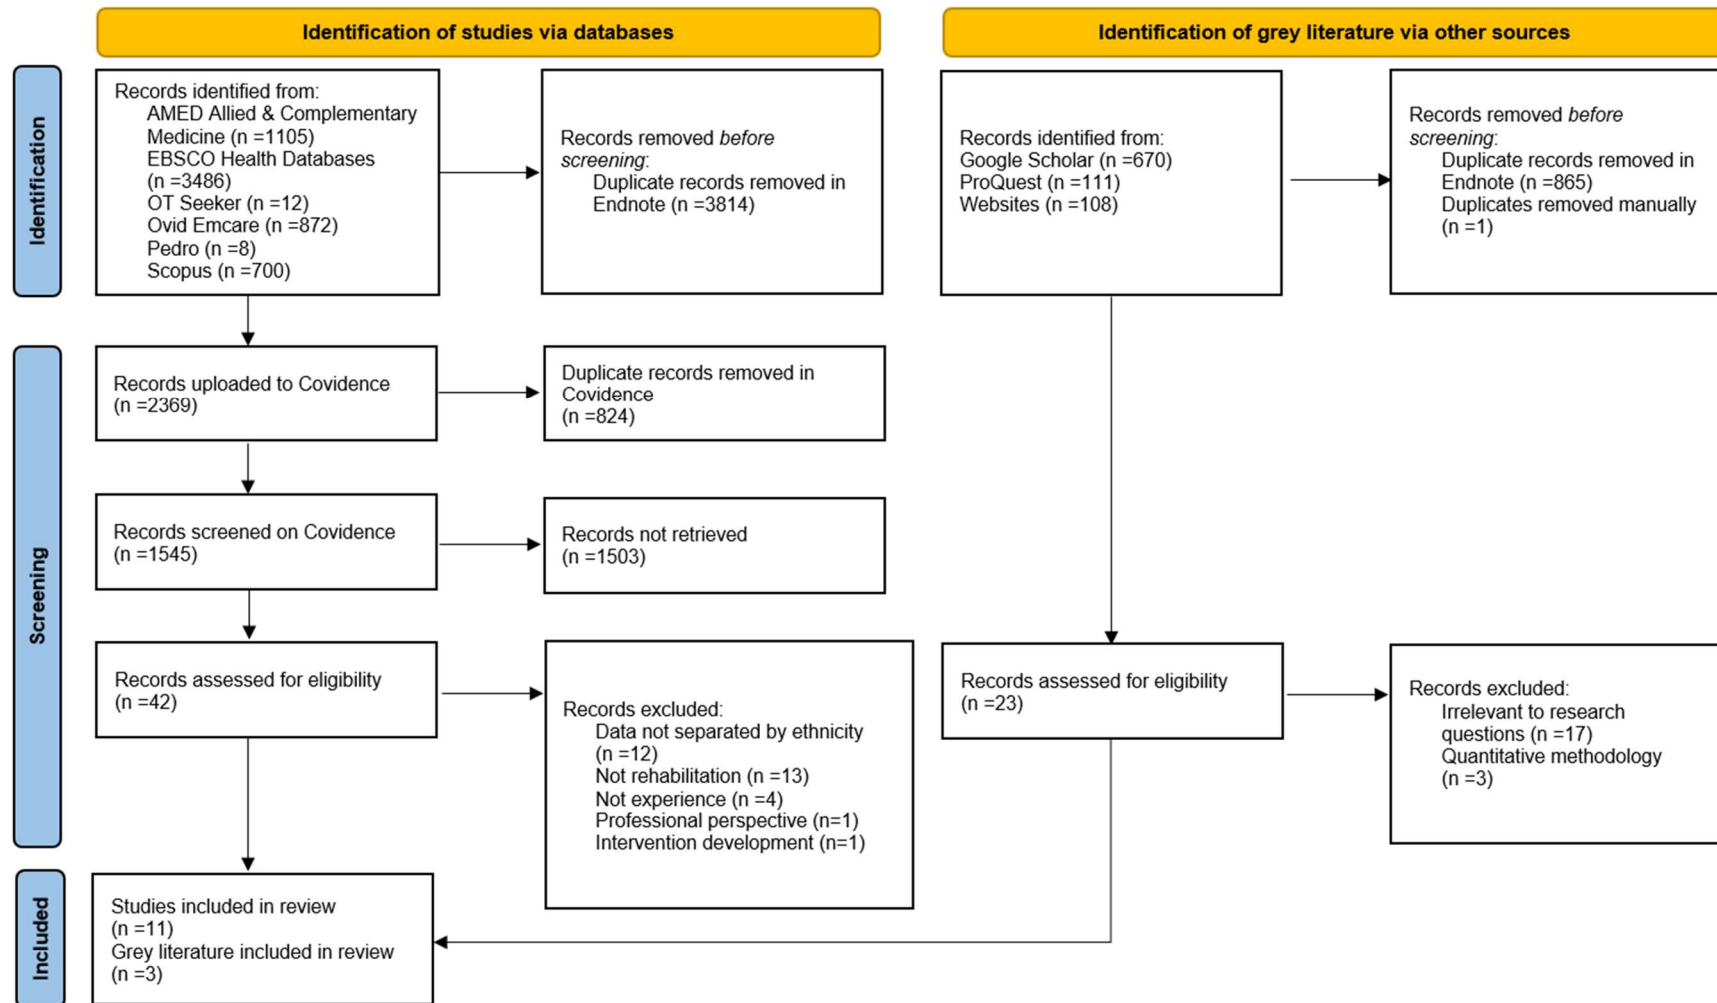 Identification of studies via databases
Identification of grey literature via other sources
Identification
Records identified from:
AMED Allied & Complementary
Medicine (n =1105)
EBSCO Health Databases
(n =3486)
OT Seeker (n =12)
Ovid Emcare (n =872)
Pedro (n =8)
Scopus (n =700)
Records removed before
screening:
Duplicate records removed in
Endnote (n =3814)
Records identified from:
Google Scholar (n =670)
ProQuest (n =111)
Websites (n =108)
Records removed before
screening:
Duplicate records removed in
Endnote (n =865)
Duplicates removed manually
(n =1)
Screening
Records uploaded to Covidence
(n =2369)
Duplicate records removed in
Covidence
(n =824)
Records screened on Covidence
(n =1545)
Records not retrieved
(n =1503)
Records assessed for eligibility
(n =42)
Records excluded:
Data not separated by ethnicity
(n =12)
Not rehabilitation (n =13)
Not experience (n =4)
Professional perspective (n=1)
Intervention development (n=1)
Records assessed for eligibility
(n =23)
Records excluded:
Irrelevant to research
questions (n =17)
Quantitative methodology
(n =3)
Included
Studies included in review
(n =11)
Grey literature included in review
(n =3)